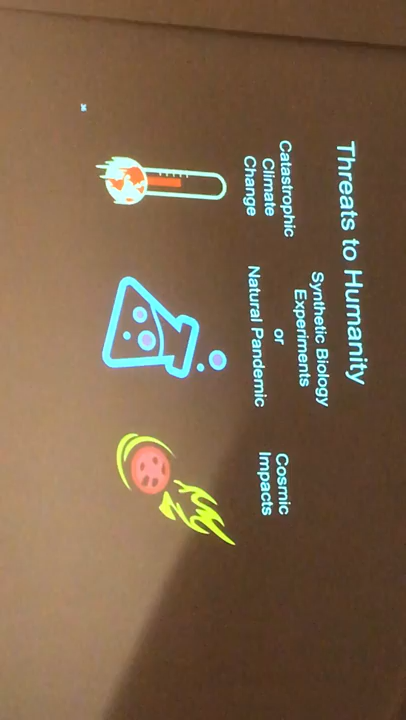 Threats to Humanity
Catastrophic
Climate
Change
Synthetic Biology
Experiments
or
Natural Pandemic
Cosmic
Impacts